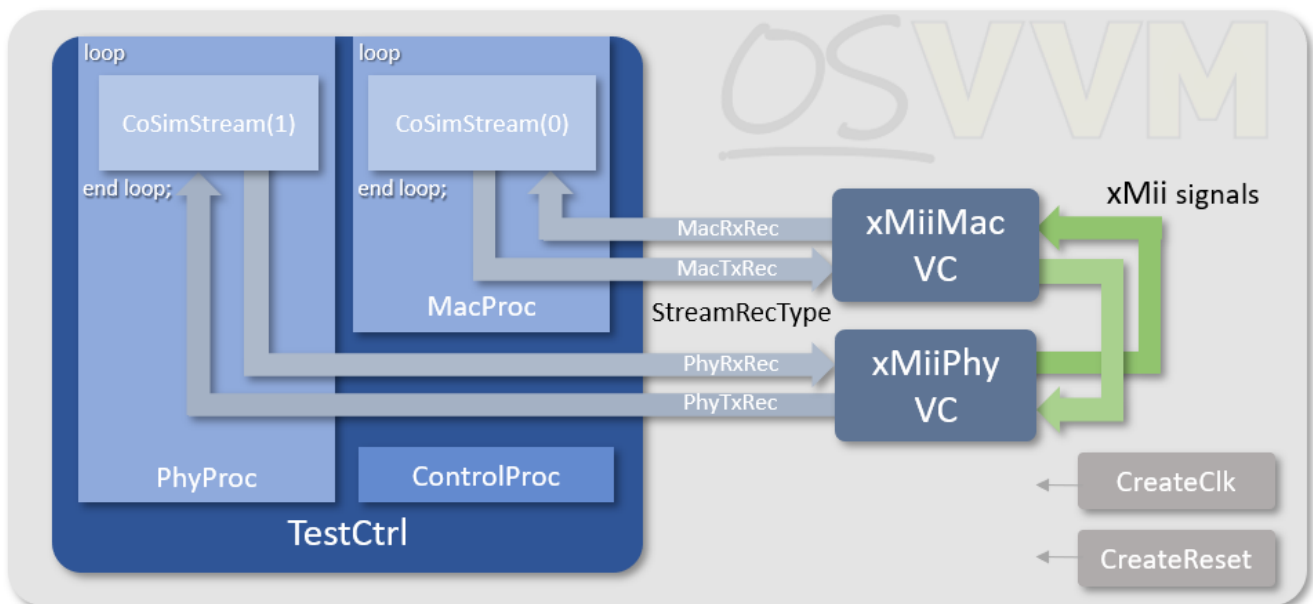 OSVVM
loop
loop
CoSimStream(1)
CoSimStream(0)
end loop;
end loop;
xMii signals
MacRxRec
xMiiMac
VC
MacTxRec
MacProc
StreamRecType
PhyRxRec
xMiiPhy
VC
PhyTxRec
PhyProc
ControlProc
CreateClk
TestCtrl
CreateReset